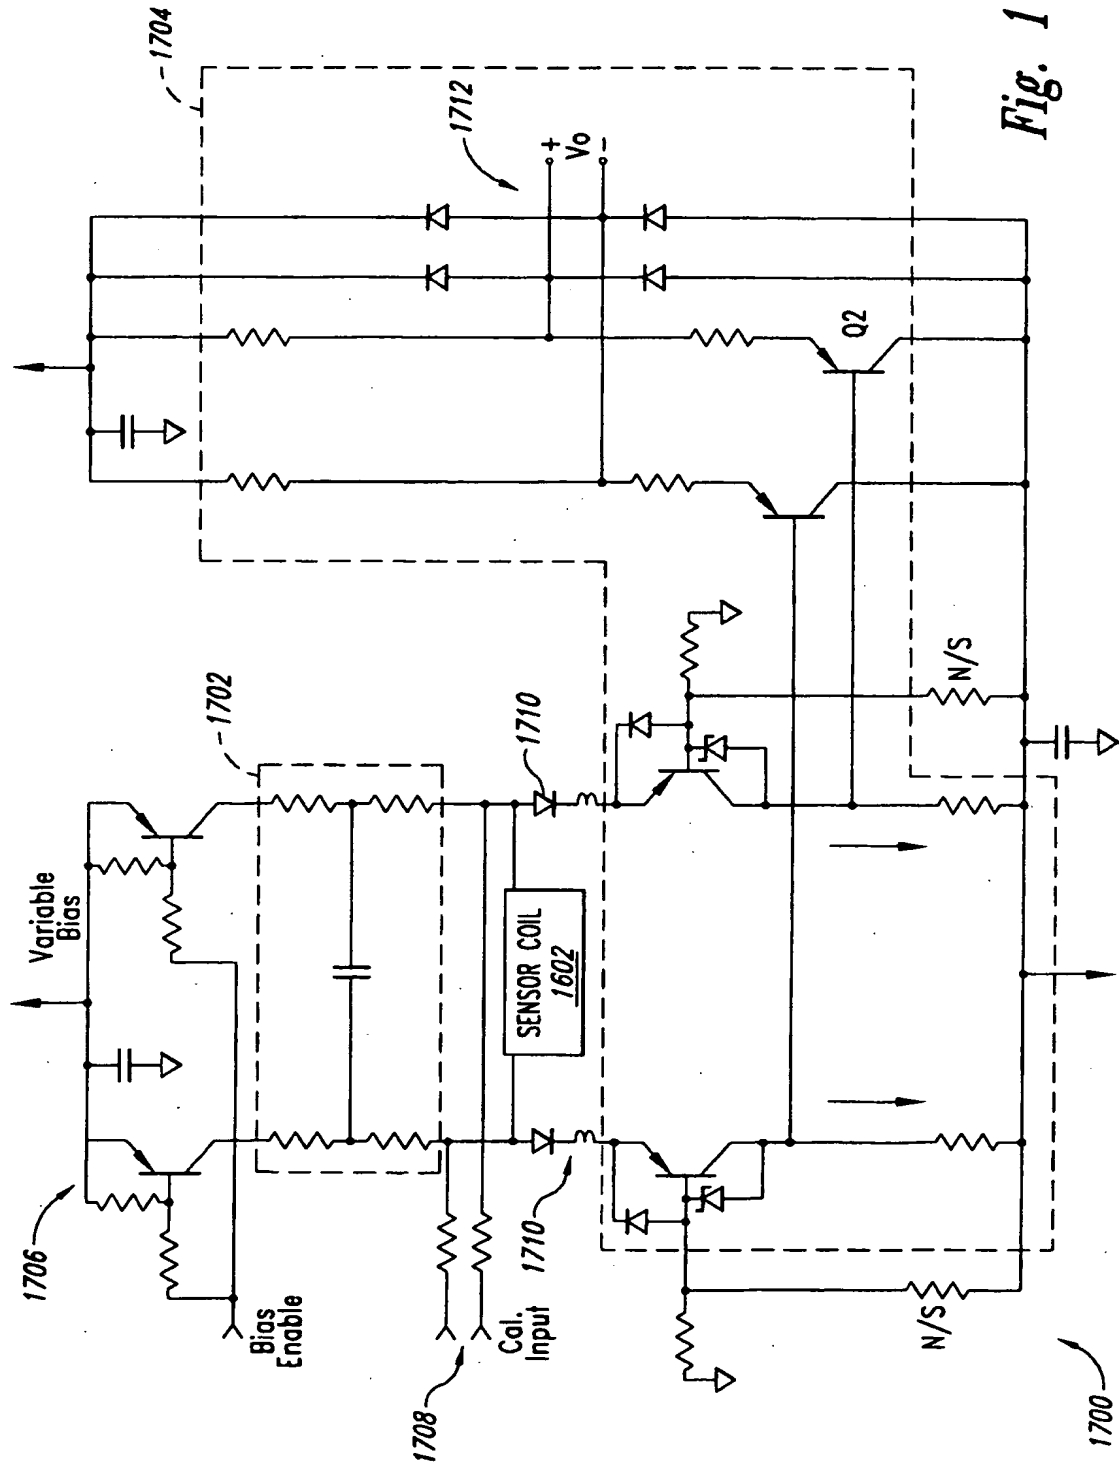 1704
1712
+
Vo
-
Q2
Fig. 1
1706
Variable
Bias
1702
Bias
Enable
1708
Cal.
Input
SENSOR COIL
1602
1710
1710
N/S
N/S
1700